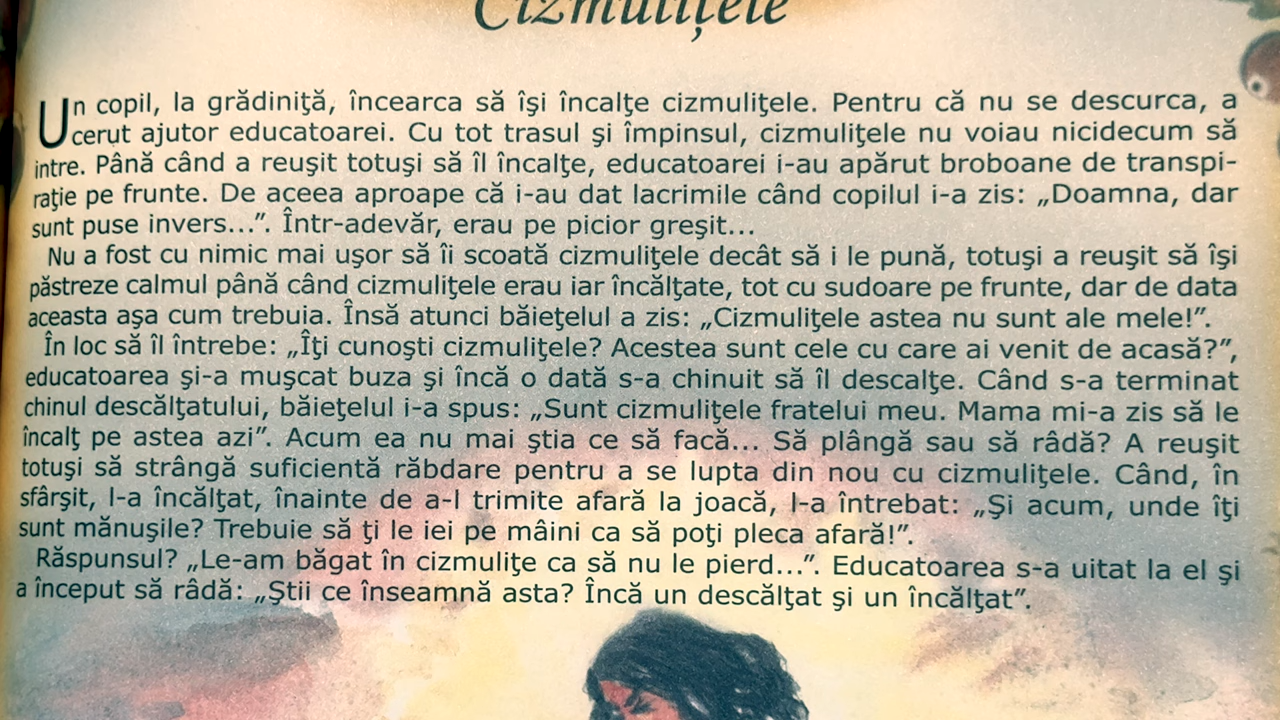 Cizmulițele
Un copil, la grădiniţă, încearca să îşi încalţe cizmuliţele. Pentru că nu se descurca, a
cerut ajutor educatoarei. Cu tot trasul şi împinsul, cizmuliţele nu voiau nicidecum să
intre. Până când a reuşit totuşi să îl încalţe, educatoarei i-au apărut broboane de transpi-
raţie pe frunte. De aceea aproape că i-au dat lacrimile când copilul i-a zis: „Doamna, dar
sunt puse invers...”. Într-adevăr, erau pe picior greşit...
Nu a fost cu nimic mai uşor să îi scoată cizmuliţele decât să i le pună, totuşi a reuşit să îşi
păstreze calmul până când cizmuliţele erau iar încălţate, tot cu sudoare pe frunte, dar de data
aceasta aşa cum trebuia. Însă atunci băieţelul a zis: „Cizmuliţele astea nu sunt ale mele!”.
În loc să îl întrebe: „Îţi cunoşti cizmuliţele? Acestea sunt cele cu care ai venit de acasă?”,
educatoarea şi-a muşcat buza şi încă o dată s-a chinuit să îl descalţe. Când s-a terminat
chinul descălţatului, băieţelul i-a spus: „Sunt cizmuliţele fratelui meu. Mama mi-a zis să le
încalţ pe astea azi”. Acum ea nu mai ştia ce să facă... Să plângă sau să râdă? A reuşit
totuşi să strângă suficientă răbdare pentru a se lupta din nou cu cizmuliţele. Când, în
sfârşit, l-a încălţat, înainte de a-l trimite afară la joacă, l-a întrebat: „Şi acum, unde îţi
sunt mănuşile? Trebuie să ţi le iei pe mâini ca să poţi pleca afară!”.
Răspunsul? „Le-am băgat în cizmuliţe ca să nu le pierd...”. Educatoarea s-a uitat la el şi
a început să râdă: „Ştii ce înseamnă asta? Încă un descălţat şi un încălţat”.